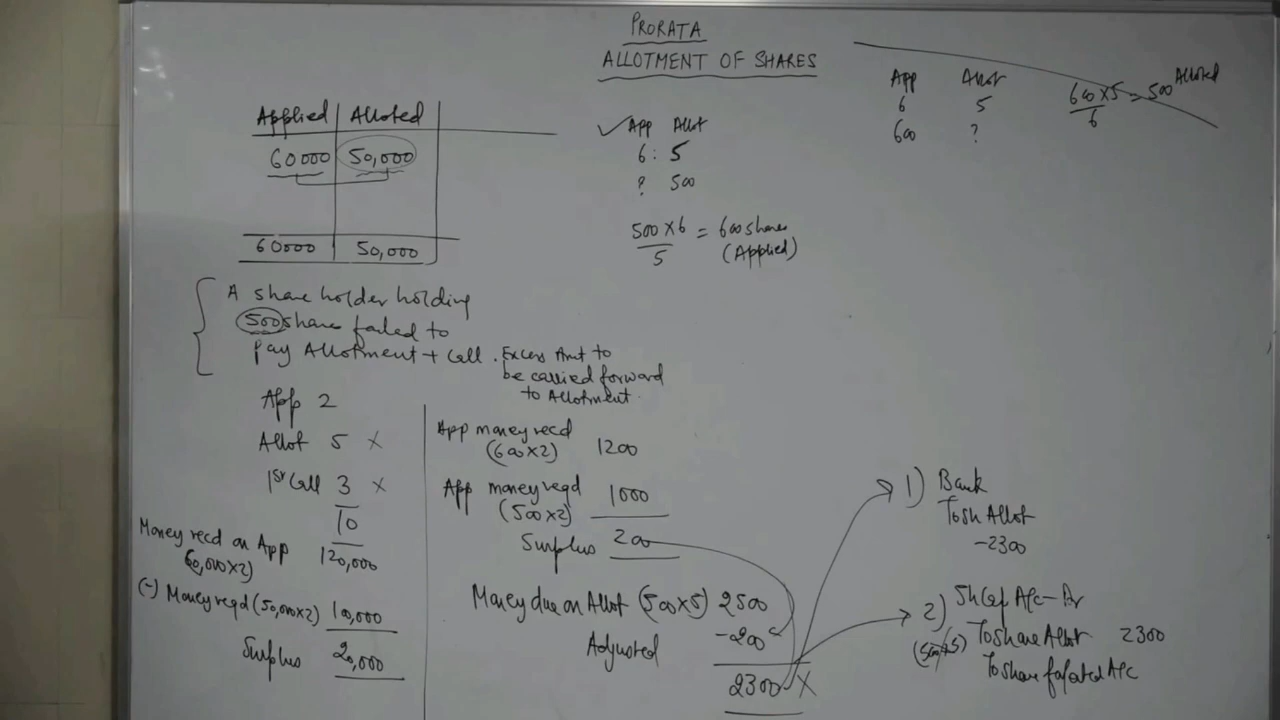 PRORATA
ALLOTMENT OF SHARES
Applied Alloted
60000 50,000
60000 50,000
App Allot
6 : 5
? 500
500 × 6 / 5 = 600 shares
(Applied)
App Allot
6 5
600 ?
600 × 5 / 6 = 500 Alloted
A share holder holding
500 share failed to
pay Allotment + Call . Excess Amt to
be carried forward
to Allotment.
App 2
Allot 5 ×
1st Call 3 ×
10
Money recd on App 120,000
60,000×2)
(-) Money reqd (50,000×2) 100,000
Surplus 20,000
App money recd
(600×2) 1200
App money reqd 1000
(500×2)
Surplus 200
Money due on Allot (500×5) 2500
Adjusted -200
2300 ×
1) Bank
To Sh Allot
-2300
2) Sh Cap A/c - Dr
(500×5) To share Allot 2300
To share forfeited A/c